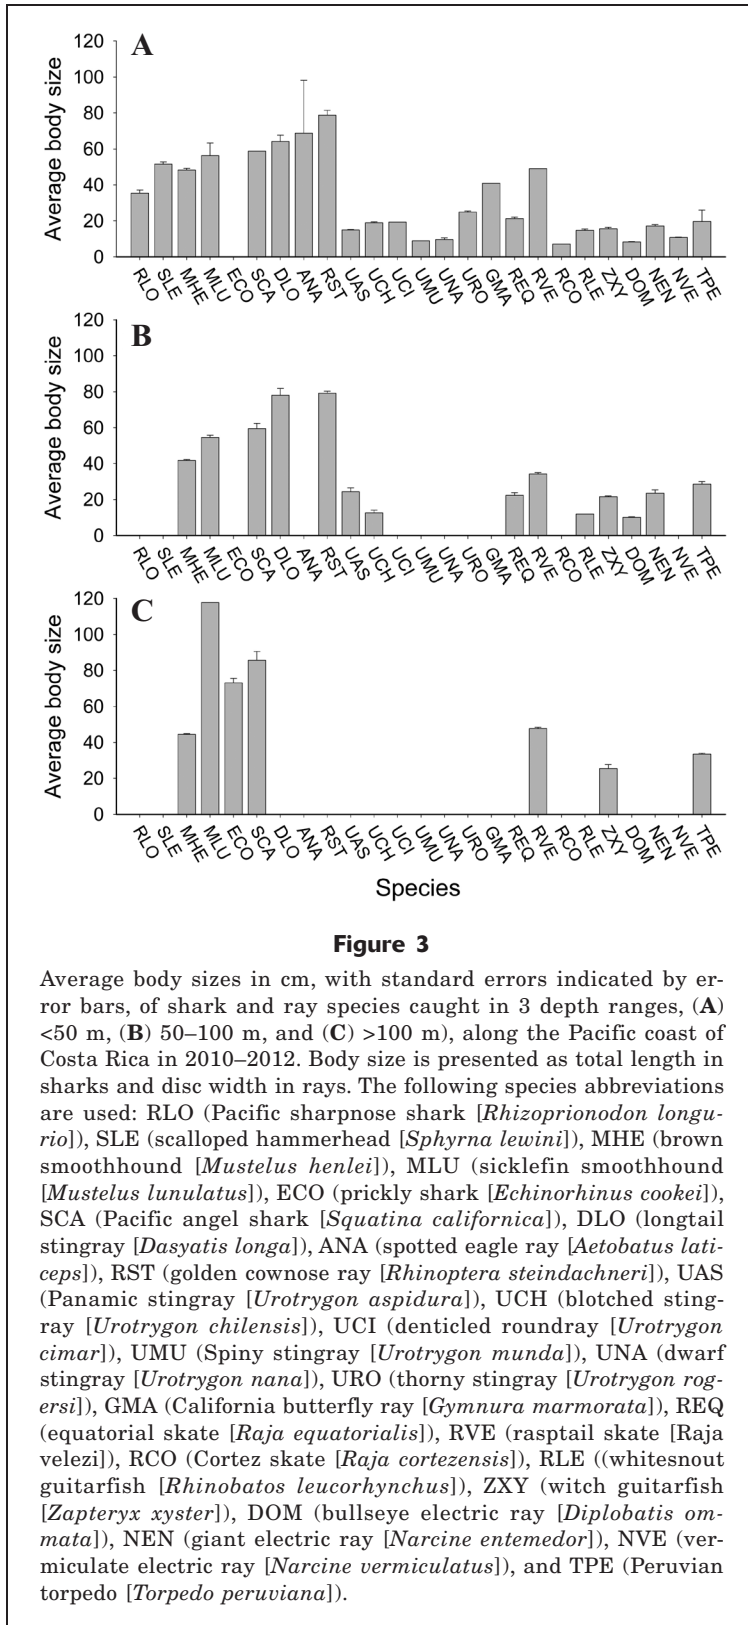 A
Average body size
120
100
80
60
40
20
0
RLO SLE MHE MLU ECO SCA DLO ANA RST UAS UCH UCI UMU UNA URO GMA REQ RVE RCO RLE ZXY DOM NEN NVE TPE
B
Average body size
120
100
80
60
40
20
0
RLO SLE MHE MLU ECO SCA DLO ANA RST UAS UCH UCI UMU UNA URO GMA REQ RVE RCO RLE ZXY DOM NEN NVE TPE
C
Average body size
120
100
80
60
40
20
0
RLO SLE MHE MLU ECO SCA DLO ANA RST UAS UCH UCI UMU UNA URO GMA REQ RVE RCO RLE ZXY DOM NEN NVE TPE
Species
Figure 3
Average body sizes in cm, with standard errors indicated by er-
ror bars, of shark and ray species caught in 3 depth ranges, (A)
<50 m, (B) 50–100 m, and (C) >100 m), along the Pacific coast of
Costa Rica in 2010–2012. Body size is presented as total length in
sharks and disc width in rays. The following species abbreviations
are used: RLO (Pacific sharpnose shark [Rhizoprionodon longu-
rio]), SLE (scalloped hammerhead [Sphyrna lewini]), MHE (brown
smoothhound [Mustelus henlei]), MLU (sicklefin smoothhound
[Mustelus lunulatus]), ECO (prickly shark [Echinorhinus cookei]),
SCA (Pacific angel shark [Squatina californica]), DLO (longtail
stingray [Dasyatis longa]), ANA (spotted eagle ray [Aetobatus lati-
ceps]), RST (golden cownose ray [Rhinoptera steindachneri]), UAS
(Panamic stingray [Urotrygon aspidura]), UCH (blotched sting-
ray [Urotrygon chilensis]), UCI (denticled roundray [Urotrygon
cimar]), UMU (Spiny stingray [Urotrygon munda]), UNA (dwarf
stingray [Urotrygon nana]), URO (thorny stingray [Urotrygon rog-
ersi]), GMA (California butterfly ray [Gymnura marmorata]), REQ
(equatorial skate [Raja equatorialis]), RVE (rasptail skate [Raja
velezi]), RCO (Cortez skate [Raja cortezensis]), RLE ((whitesnout
guitarfish [Rhinobatos leucorhynchus]), ZXY (witch guitarfish
[Zapteryx xyster]), DOM (bullseye electric ray [Diplobatis om-
mata]), NEN (giant electric ray [Narcine entemedor]), NVE (ver-
miculate electric ray [Narcine vermiculatus]), and TPE (Peruvian
torpedo [Torpedo peruviana]).